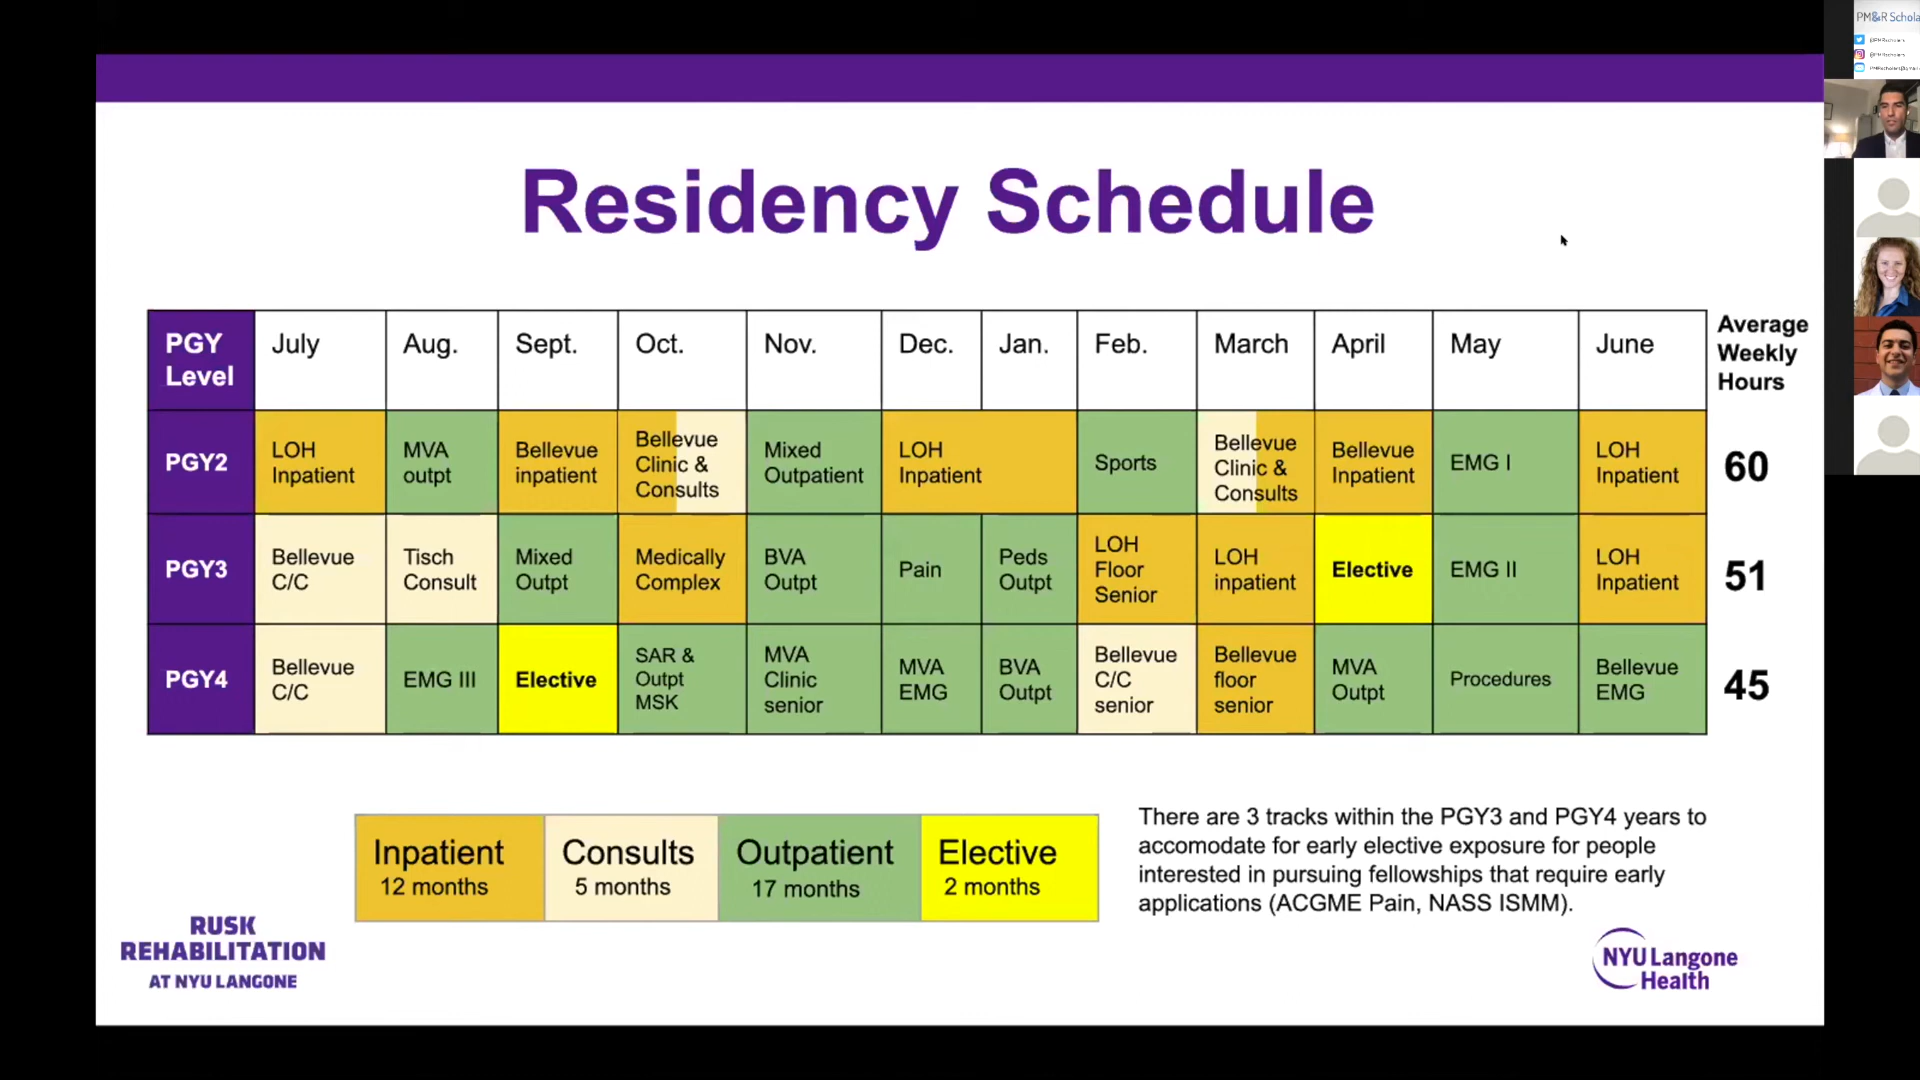 PM&R Schola
@PMRscholars
@PMRscholars
Residency Schedule
PGY
Level
July
Aug.
Sept.
Oct.
Nov.
Dec.
Jan.
Feb.
March
April
May
June
Average
Weekly
Hours
PGY2
LOH
Inpatient
MVA
outpt
Bellevue
inpatient
Bellevue
Clinic &
Consults
Mixed
Outpatient
LOH
Inpatient
Sports
Bellevue
Clinic &
Consults
Bellevue
Inpatient
EMG I
LOH
Inpatient
60
PGY3
Bellevue
C/C
Tisch
Consult
Mixed
Outpt
Medically
Complex
BVA
Outpt
Pain
Peds
Outpt
LOH
Floor
Senior
LOH
inpatient
Elective
EMG II
LOH
Inpatient
51
PGY4
Bellevue
C/C
EMG III
Elective
SAR &
Outpt
MSK
MVA
Clinic
senior
MVA
EMG
BVA
Outpt
Bellevue
C/C
senior
Bellevue
floor
senior
MVA
Outpt
Procedures
Bellevue
EMG
45
Inpatient
12 months
Consults
5 months
Outpatient
17 months
Elective
2 months
There are 3 tracks within the PGY3 and PGY4 years to
accomodate for early elective exposure for people
interested in pursuing fellowships that require early
applications (ACGME Pain, NASS ISMM).
RUSK
REHABILITATION
AT NYU LANGONE
NYU Langone
Health